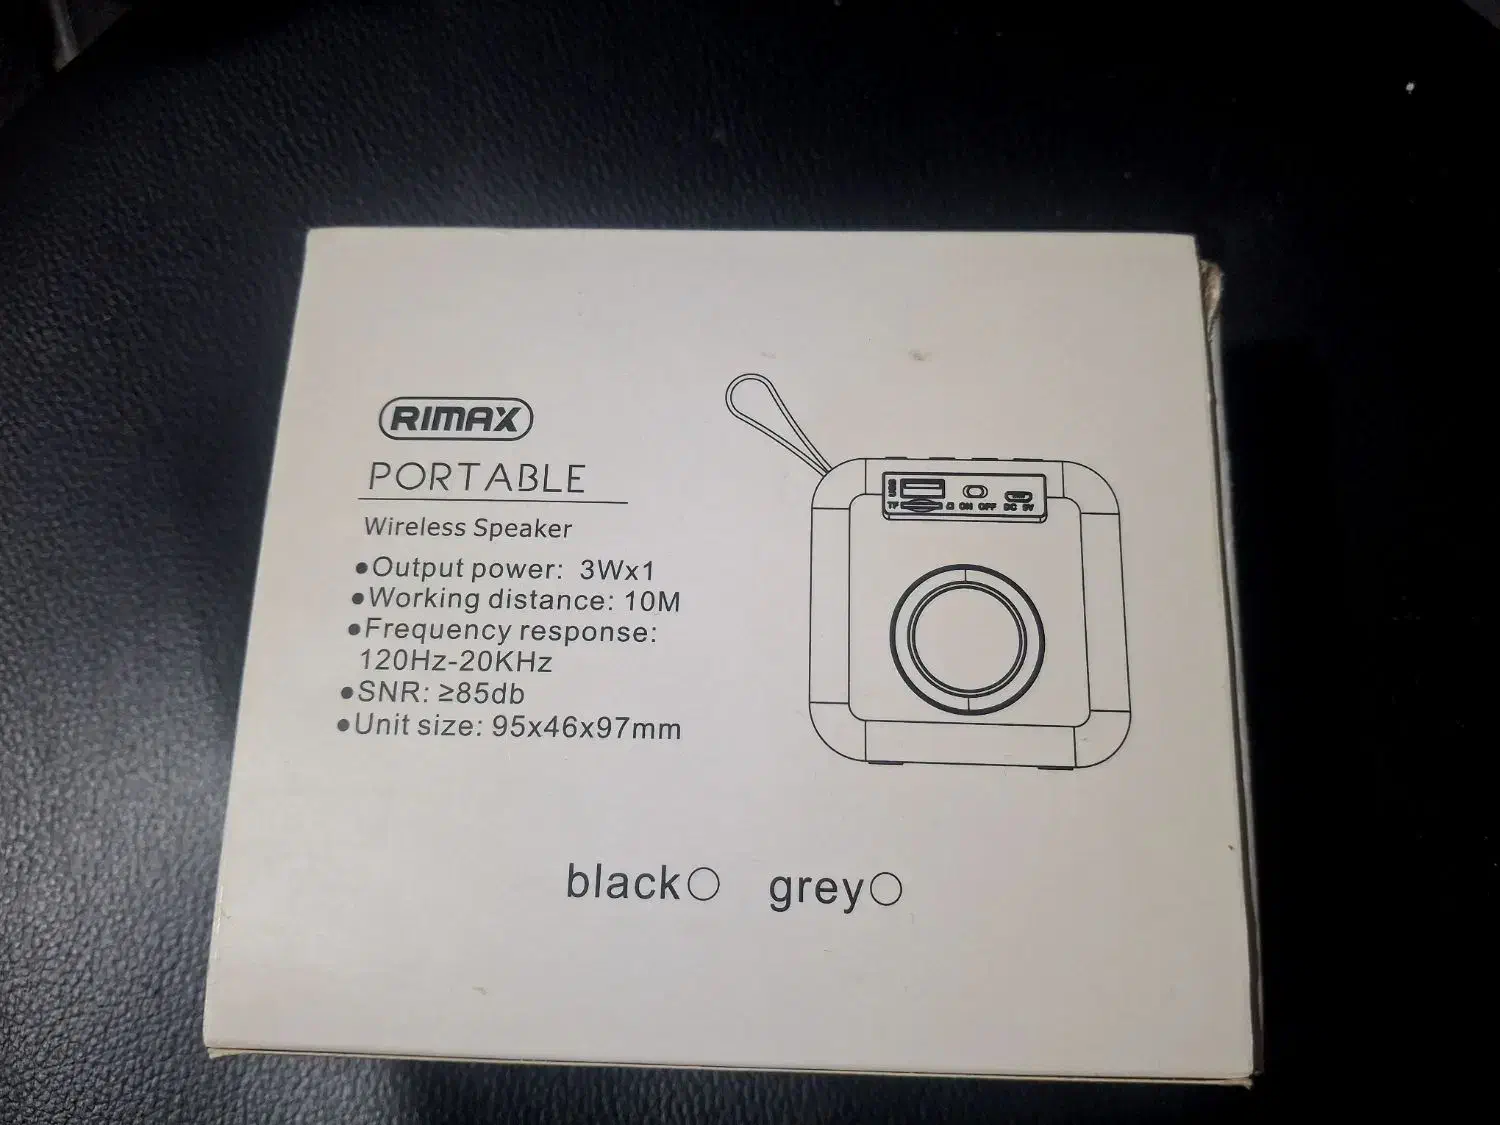 RIMAX
PORTABLE
Wireless Speaker
●Output power: 3Wx1
●Working distance: 10M
●Frequency response:
120Hz-20KHz
●SNR: ≥85db
●Unit size: 95x46x97mm
USB
TF ON OFF DC 5V
black○ grey○